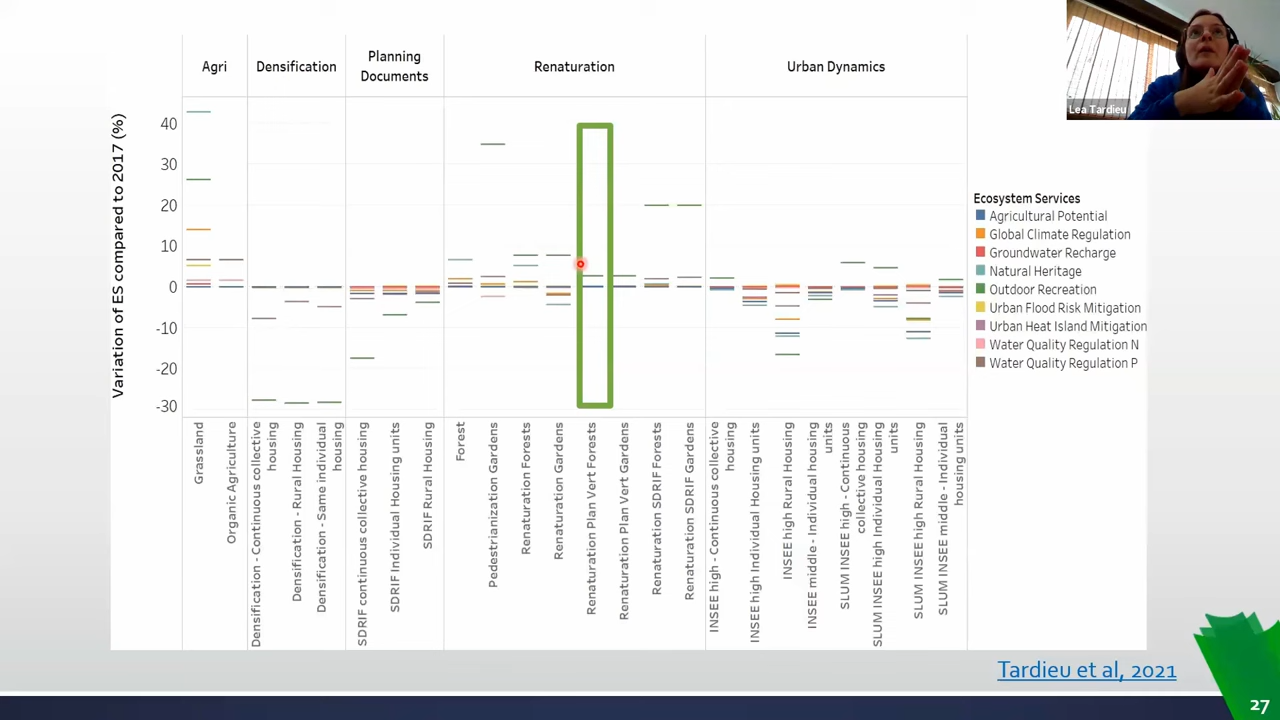 Lea Tardieu
Agri
Densification
Planning
Documents
Renaturation
Urban Dynamics
Variation of ES compared to 2017 (%)
40
30
20
10
0
-10
-20
-30
Grassland
Organic Agriculture
Densification - Continuous collective
housing
Densification - Rural Housing
Densification - Same individual
housing
SDRIF continuous collective housing
SDRIF Individual Housing units
SDRIF Rural Housing
Forest
Pedestrianization Gardens
Renaturation Forests
Renaturation Gardens
Renaturation Plan Vert Forests
Renaturation Plan Vert Gardens
Renaturation SDRIF Forests
Renaturation SDRIF Gardens
INSEE high - Continuous collective
housing
INSEE high Individual Housing units
INSEE high Rural Housing
INSEE middle - Individual housing
units
SLUM INSEE high - Continuous
collective housing
SLUM INSEE high Individual Housing
units
SLUM INSEE high Rural Housing
SLUM INSEE middle - Individual
housing units
Ecosystem Services
Agricultural Potential
Global Climate Regulation
Groundwater Recharge
Natural Heritage
Outdoor Recreation
Urban Flood Risk Mitigation
Urban Heat Island Mitigation
Water Quality Regulation N
Water Quality Regulation P
Tardieu et al, 2021
27